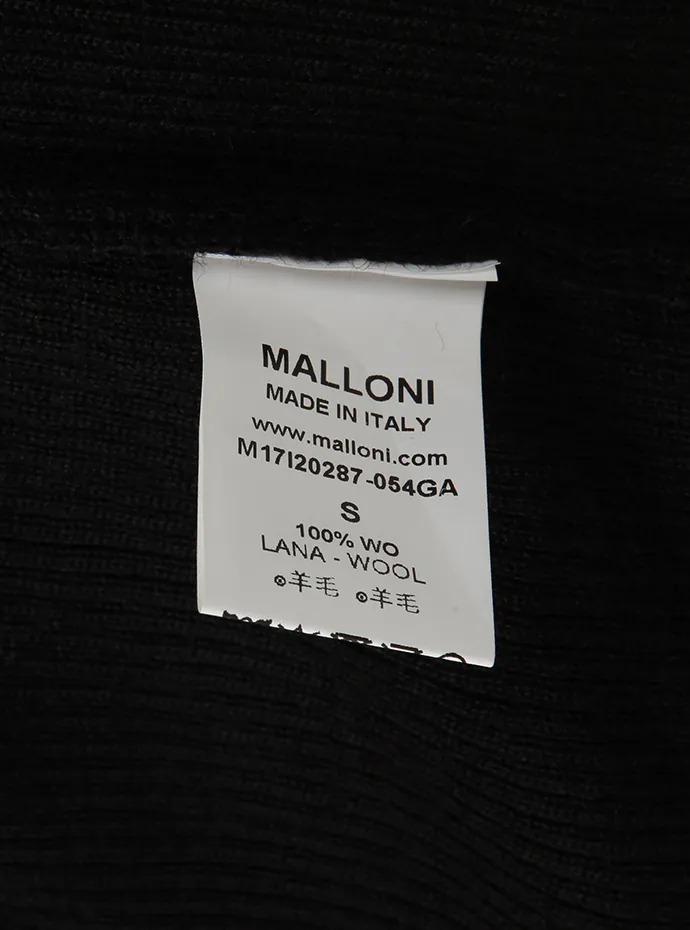 MALLONI
MADE IN ITALY
www.malloni.com
M17I20287-054GA
S
100% WO
LANA - WOOL
⊙羊毛 ⊙羊毛